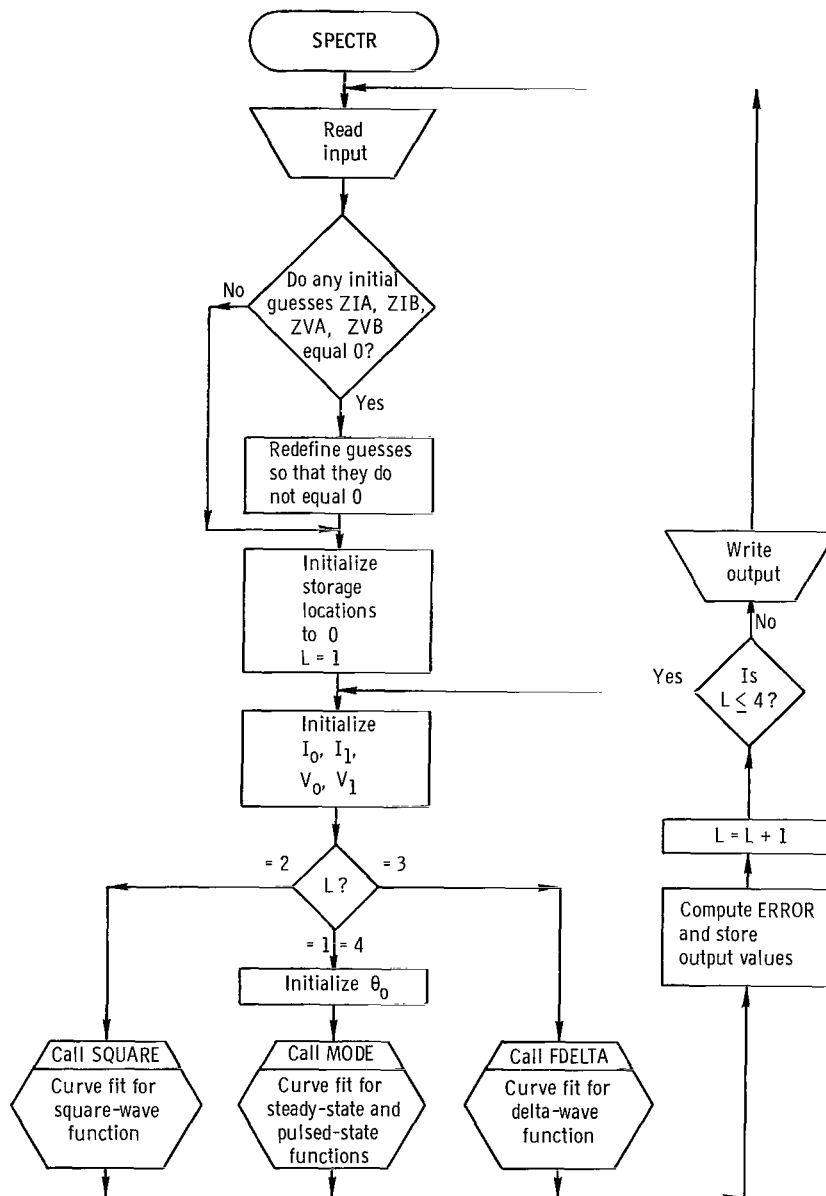 SPECTR
Read
input
Do any initial
guesses ZIA, ZIB,
ZVA, ZVB
equal 0?
No
Yes
Redefine guesses
so that they do
not equal 0
Initialize
storage
locations
to 0
L = 1
Initialize
I₀, I₁,
V₀, V₁
L?
= 2
= 3
= 1
= 4
Initialize θ₀
Call SQUARE
Curve fit for
square-wave
function
Call MODE
Curve fit for
steady-state and
pulsed-state
functions
Call FDELTA
Curve fit for
delta-wave
function
Write
output
No
Yes
Is
L ≤ 4?
L = L + 1
Compute ERROR
and store
output values